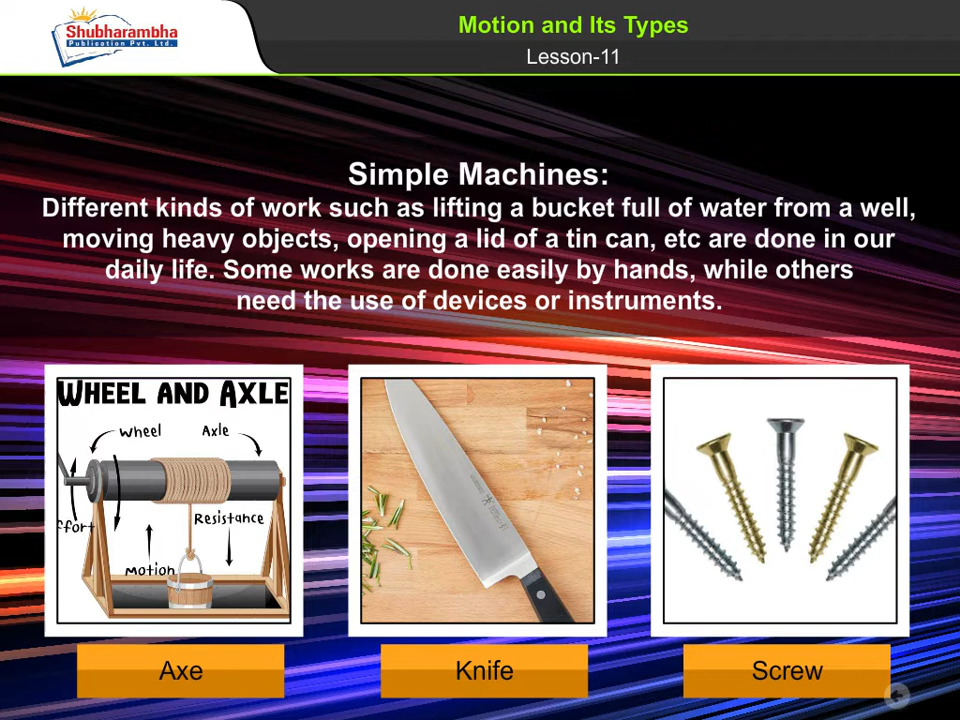 Shubharambha
Publication Pvt. Ltd.
Motion and Its Types
Lesson-11
Simple Machines:
Different kinds of work such as lifting a bucket full of water from a well,
moving heavy objects, opening a lid of a tin can, etc are done in our
daily life. Some works are done easily by hands, while others
need the use of devices or instruments.
WHEEL AND AXLE
Wheel
Axle
ffort
Resistance
Motion
Axe
Knife
Screw